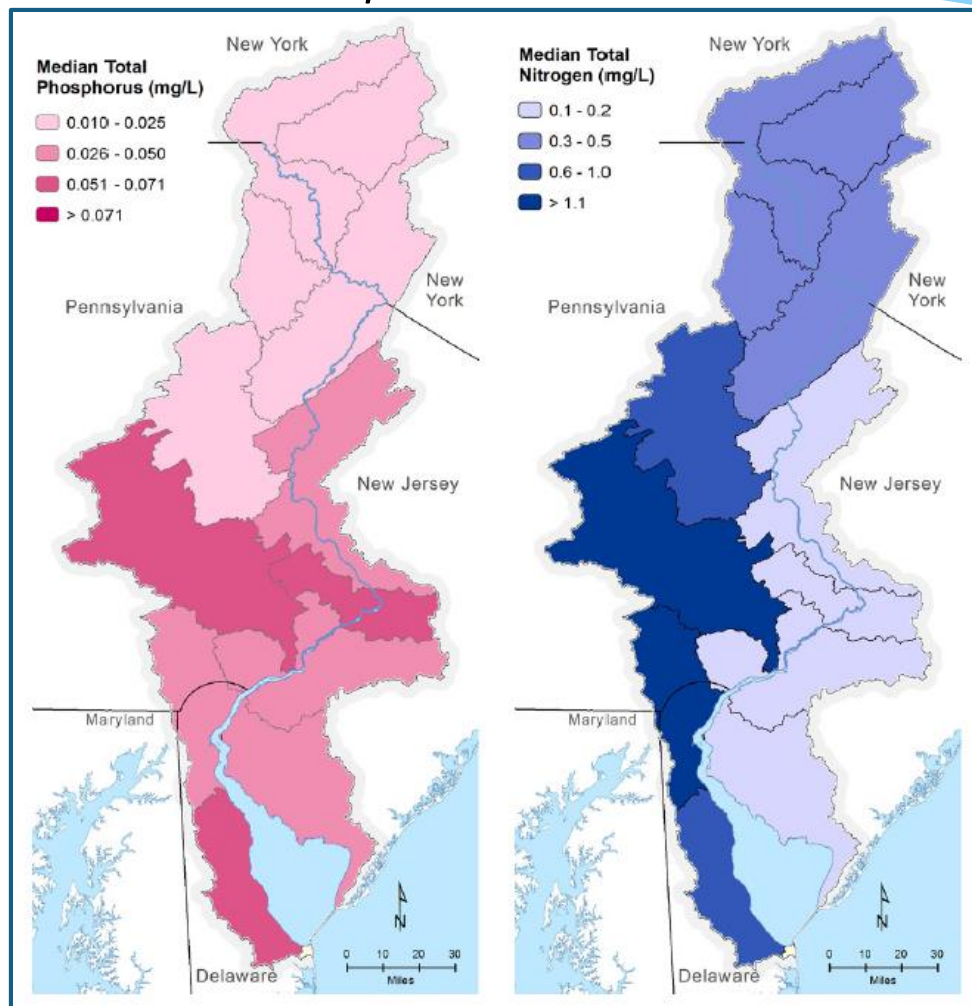 New York
Median Total
Phosphorus (mg/L)
0.010 - 0.025
0.026 - 0.050
0.051 - 0.071
> 0.071
Pennsylvania
New
York
New Jersey
Maryland
Delaware
N
0 10 20 30
Miles
New York
Median Total
Nitrogen (mg/L)
0.1 - 0.2
0.3 - 0.5
0.6 - 1.0
> 1.1
Pennsylvania
New
York
New Jersey
Maryland
Delaware
N
0 10 20 30
Miles